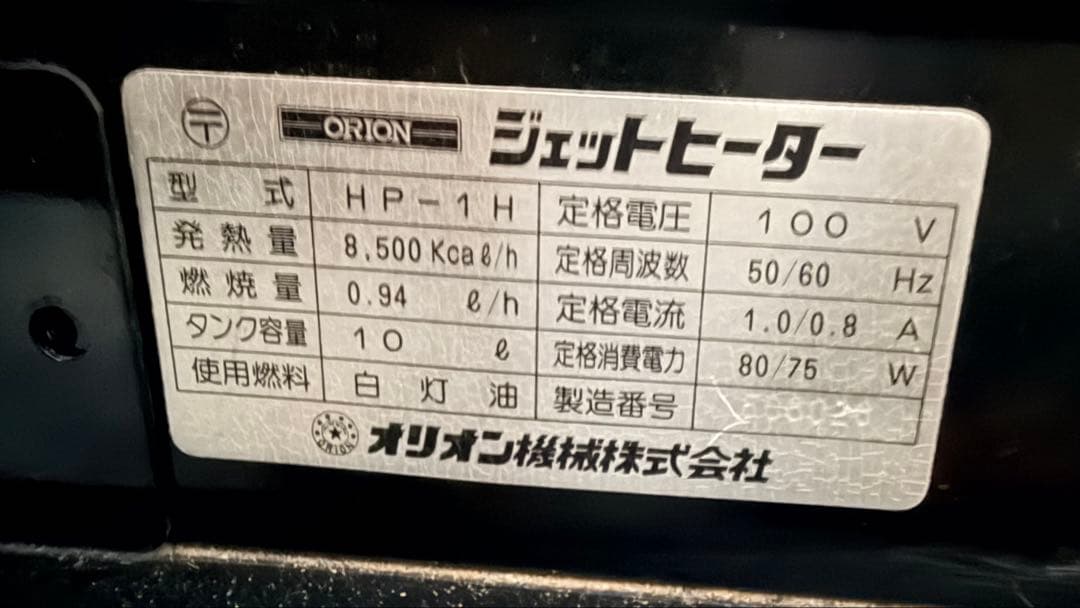 〒 ORION ジェットヒーター
型式 HP-1H 定格電圧 100 V
発熱量 8,500 Kcaℓ/h 定格周波数 50/60 Hz
燃焼量 0.94 ℓ/h 定格電流 1.0/0.8 A
タンク容量 10 ℓ 定格消費電力 80/75 W
使用燃料 白灯油 製造番号
ORION オリオン機械株式会社